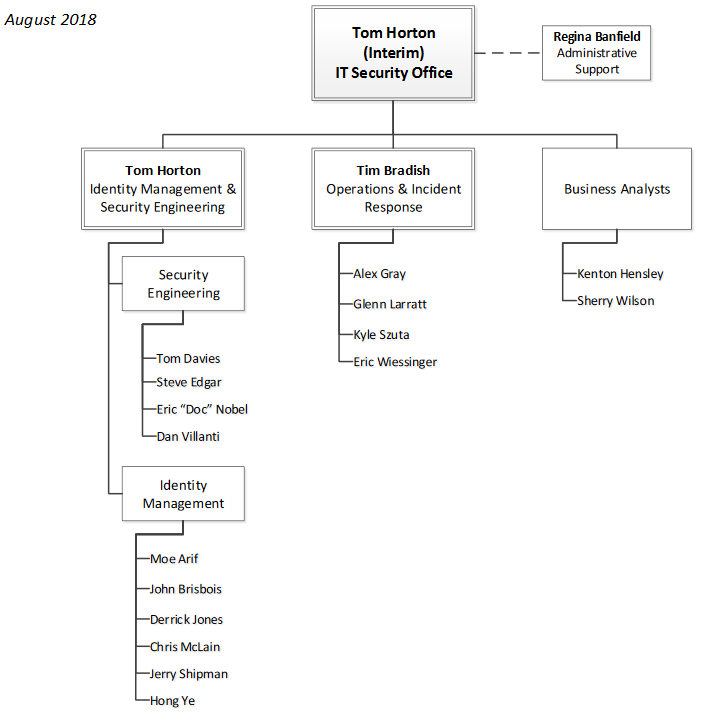 August 2018
Tom Horton
(Interim)
IT Security Office
Regina Banfield
Administrative
Support
Tom Horton
Identity Management &
Security Engineering
Tim Bradish
Operations & Incident
Response
Business Analysts
Security
Engineering
Tom Davies
Steve Edgar
Eric “Doc” Nobel
Dan Villanti
Identity
Management
Moe Arif
John Brisbois
Derrick Jones
Chris McLain
Jerry Shipman
Hong Ye
Alex Gray
Glenn Larratt
Kyle Szuta
Eric Wiessinger
Kenton Hensley
Sherry Wilson